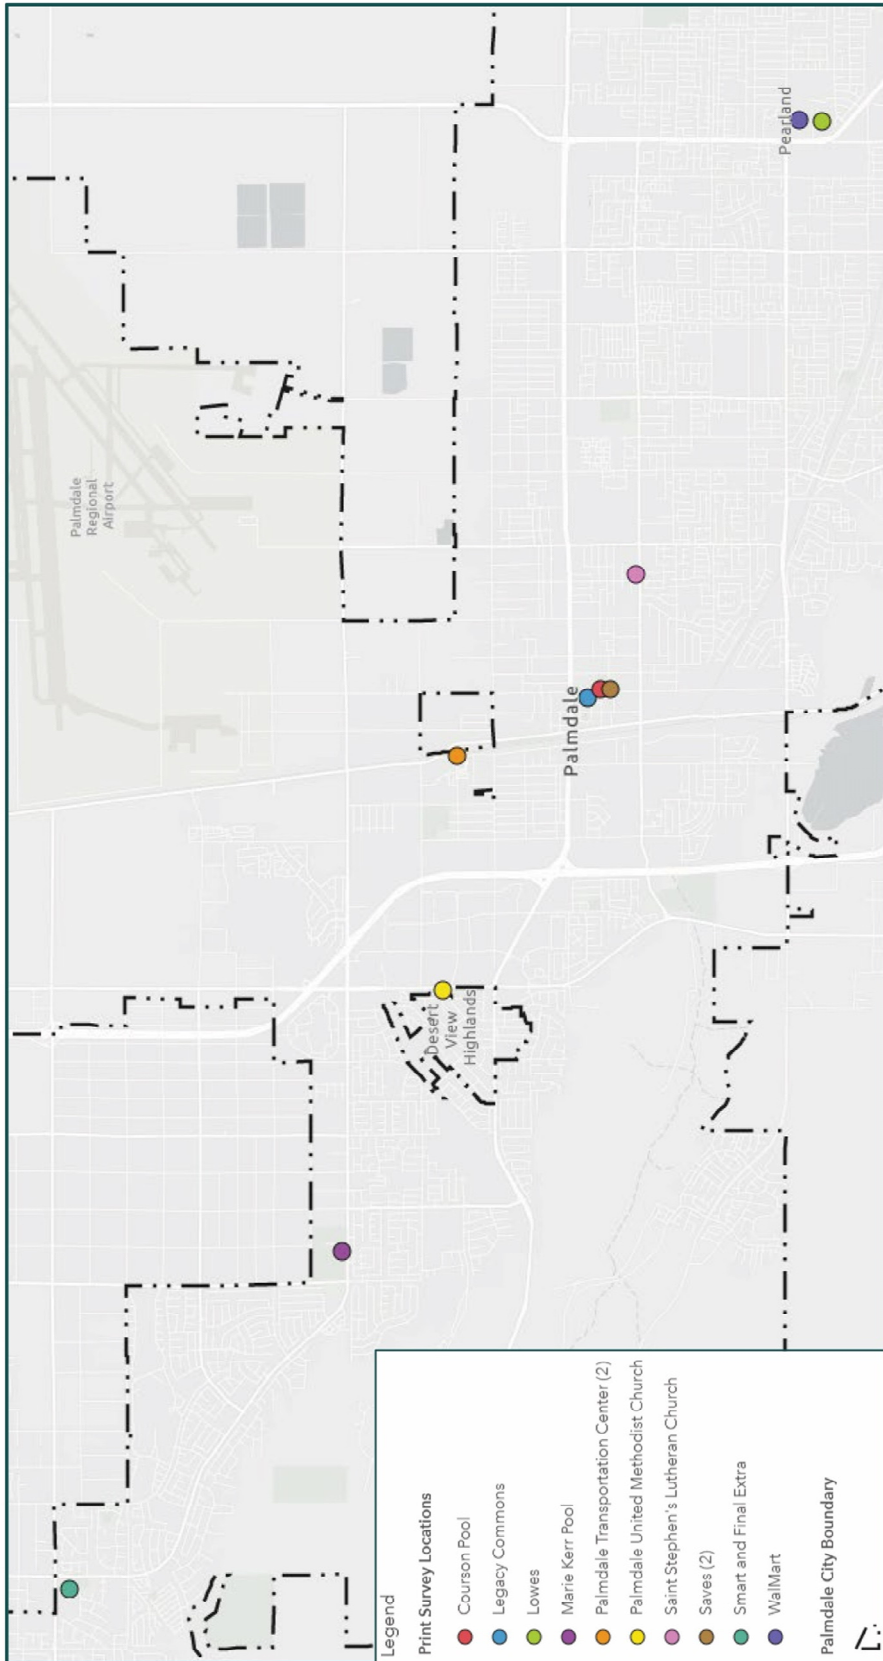 Palmdale
Regional
Airport
Pearland
Palmdale
Desert
View
Highlands
Legend
Print Survey Locations
Courson Pool
Legacy Commons
Lowes
Marie Kerr Pool
Palmdale Transportation Center (2)
Palmdale United Methodist Church
Saint Stephen's Lutheran Church
Saves (2)
Smart and Final Extra
WalMart
Palmdale City Boundary